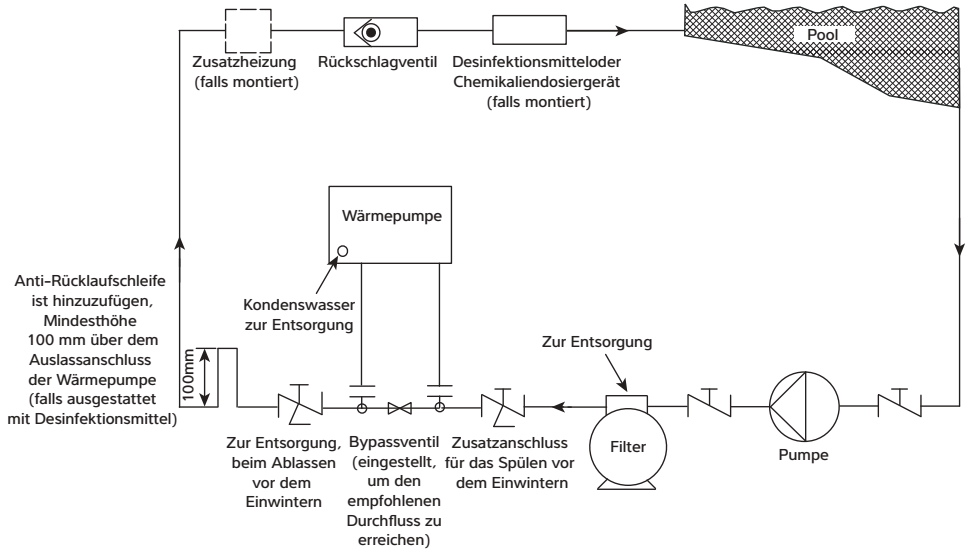 Pool
Zusatzheizung
(falls montiert)
Rückschlagventil
Desinfektionsmitteloder
Chemikaliendosiergerät
(falls montiert)
Wärmepumpe
Kondenswasser
zur Entsorgung
Anti-Rücklaufschleife
ist hinzuzufügen,
Mindesthöhe
100 mm über dem
Auslassanschluss
der Wärmepumpe
(falls ausgestattet
mit Desinfektionsmittel)
100mm
Zur Entsorgung
Zur Entsorgung,
beim Ablassen
vor dem
Einwintern
Bypassventil
(eingestellt,
um den
empfohlenen
Durchfluss zu
erreichen)
Zusatzanschluss
für das Spülen vor
dem Einwintern
Filter
Pumpe